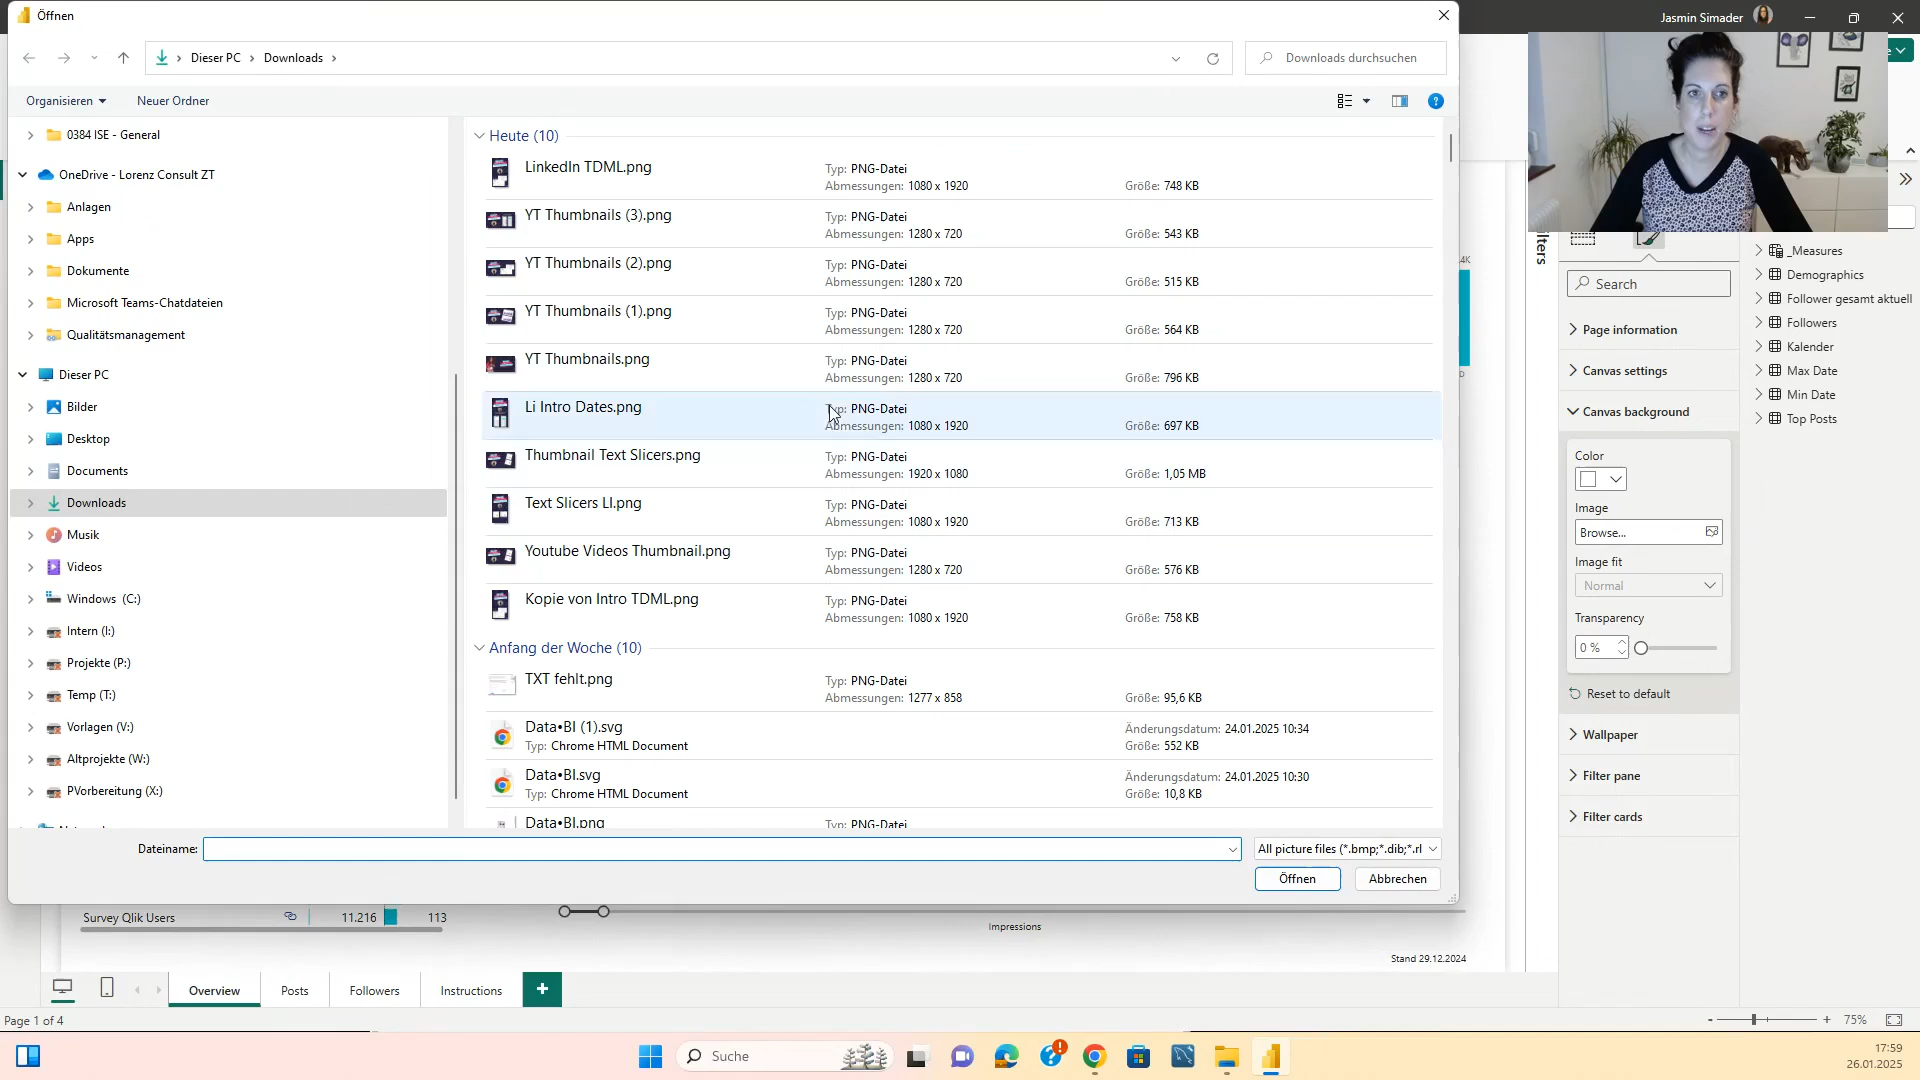 Öffnen
Jasmin Simader
Dieser PC
Downloads
Downloads durchsuchen
Organisieren
Neuer Ordner
0384 ISE - General
OneDrive - Lorenz Consult ZT
Anlagen
Apps
Dokumente
Microsoft Teams-Chatdateien
Qualitätsmanagement
Dieser PC
Bilder
Desktop
Documents
Downloads
Musik
Videos
Windows (C:)
Intern (I:)
Projekte (P:)
Temp (T:)
Vorlagen (V:)
Altprojekte (W:)
PVorbereitung (X:)
Heute (10)
LinkedIn TDML.png
Typ: PNG-Datei
Abmessungen: 1080 x 1920
Größe: 748 KB
YT Thumbnails (3).png
Typ: PNG-Datei
Abmessungen: 1280 x 720
Größe: 543 KB
YT Thumbnails (2).png
Typ: PNG-Datei
Abmessungen: 1280 x 720
Größe: 515 KB
YT Thumbnails (1).png
Typ: PNG-Datei
Abmessungen: 1280 x 720
Größe: 564 KB
YT Thumbnails.png
Typ: PNG-Datei
Abmessungen: 1280 x 720
Größe: 796 KB
Li Intro Dates.png
Typ: PNG-Datei
Abmessungen: 1080 x 1920
Größe: 697 KB
Thumbnail Text Slicers.png
Typ: PNG-Datei
Abmessungen: 1920 x 1080
Größe: 1,05 MB
Text Slicers LI.png
Typ: PNG-Datei
Abmessungen: 1080 x 1920
Größe: 713 KB
Youtube Videos Thumbnail.png
Typ: PNG-Datei
Abmessungen: 1280 x 720
Größe: 576 KB
Kopie von Intro TDML.png
Typ: PNG-Datei
Abmessungen: 1080 x 1920
Größe: 758 KB
Anfang der Woche (10)
TXT fehlt.png
Typ: PNG-Datei
Abmessungen: 1277 x 858
Größe: 95,6 KB
Data•BI (1).svg
Typ: Chrome HTML Document
Änderungsdatum: 24.01.2025 10:34
Größe: 552 KB
Data•BI.svg
Typ: Chrome HTML Document
Änderungsdatum: 24.01.2025 10:30
Größe: 10,8 KB
Data•BI.png
Typ: PNG-Datei
Dateiname:
All picture files (*.bmp;*.dib;*.rl
Öffnen
Abbrechen
Search
Page information
Canvas settings
Canvas background
Color
Image
Browse...
Image fit
Normal
Transparency
0 %
Reset to default
Wallpaper
Filter pane
Filter cards
_Measures
Demographics
Follower gesamt aktuell
Followers
Kalender
Max Date
Min Date
Top Posts
Survey Qlik Users
11.216
113
Impressions
Stand 29.12.2024
Overview
Posts
Followers
Instructions
Page 1 of 4
75%
Suche
17:59
26.01.2025